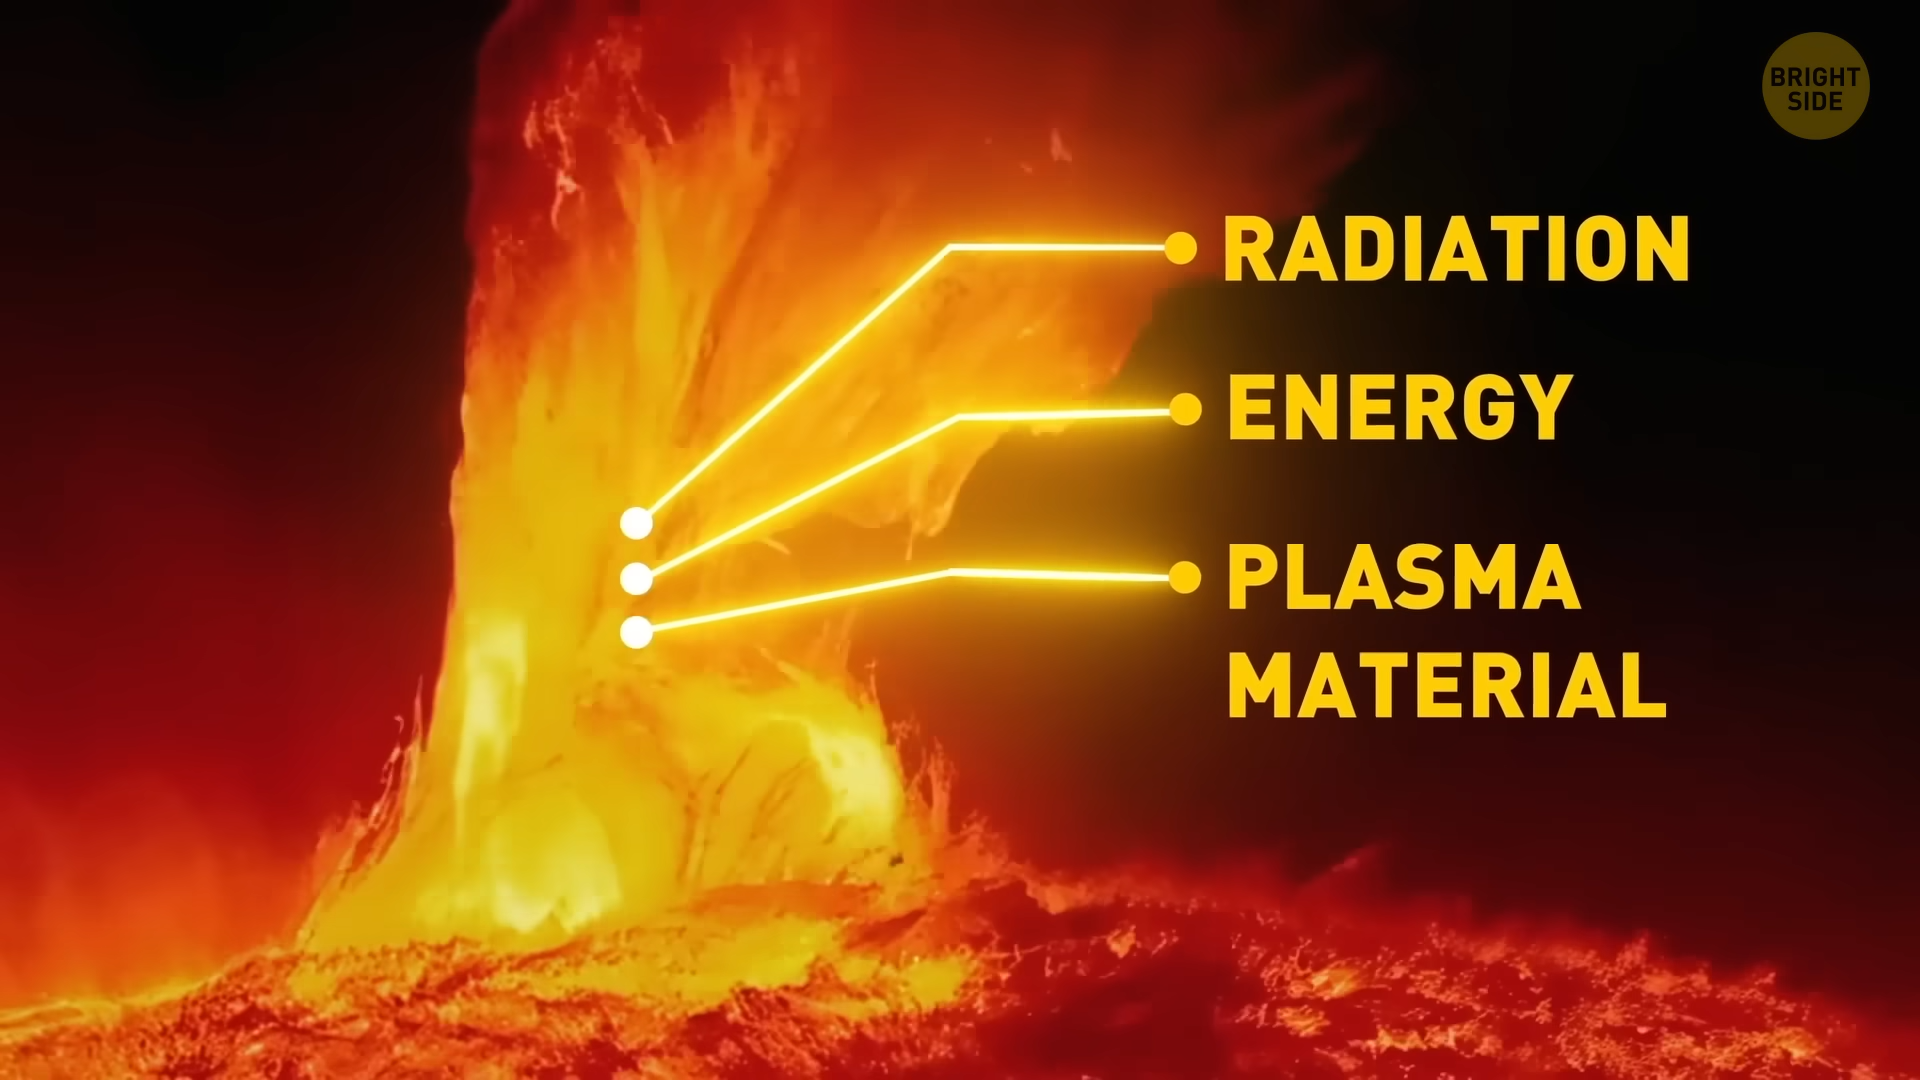 BRIGHT
SIDE
RADIATION
ENERGY
PLASMA
MATERIAL